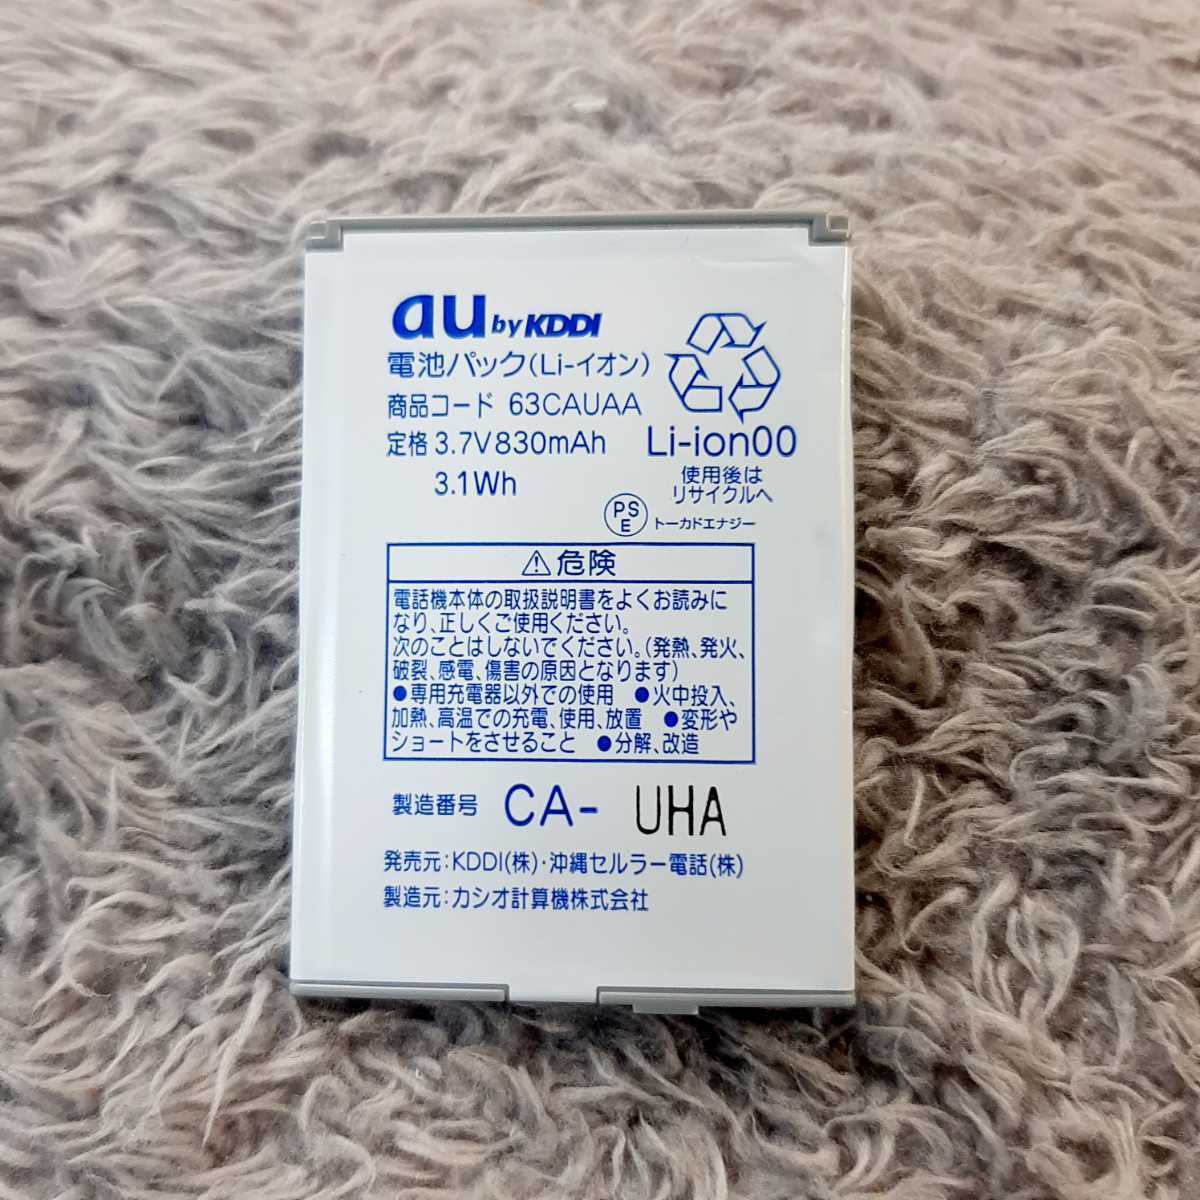 au by KDDI
電池パック(Li-イオン)
商品コード 63CAUAA
定格 3.7V 830mAh
3.1Wh
Li-ion00
使用後は
リサイクルへ
PS
E
トーカドエナジー
⚠危険
電話機本体の取扱説明書をよくお読みに
なり、正しくご使用ください。
次のことはしないでください。(発熱、発火、
破裂、感電、傷害の原因となります)
●専用充電器以外での使用 ●火中投入、
加熱、高温での充電、使用、放置 ●変形や
ショートをさせること ●分解、改造
製造番号 CA- UHA
発売元:KDDI(株)・沖縄セルラー電話(株)
製造元:カシオ計算機株式会社